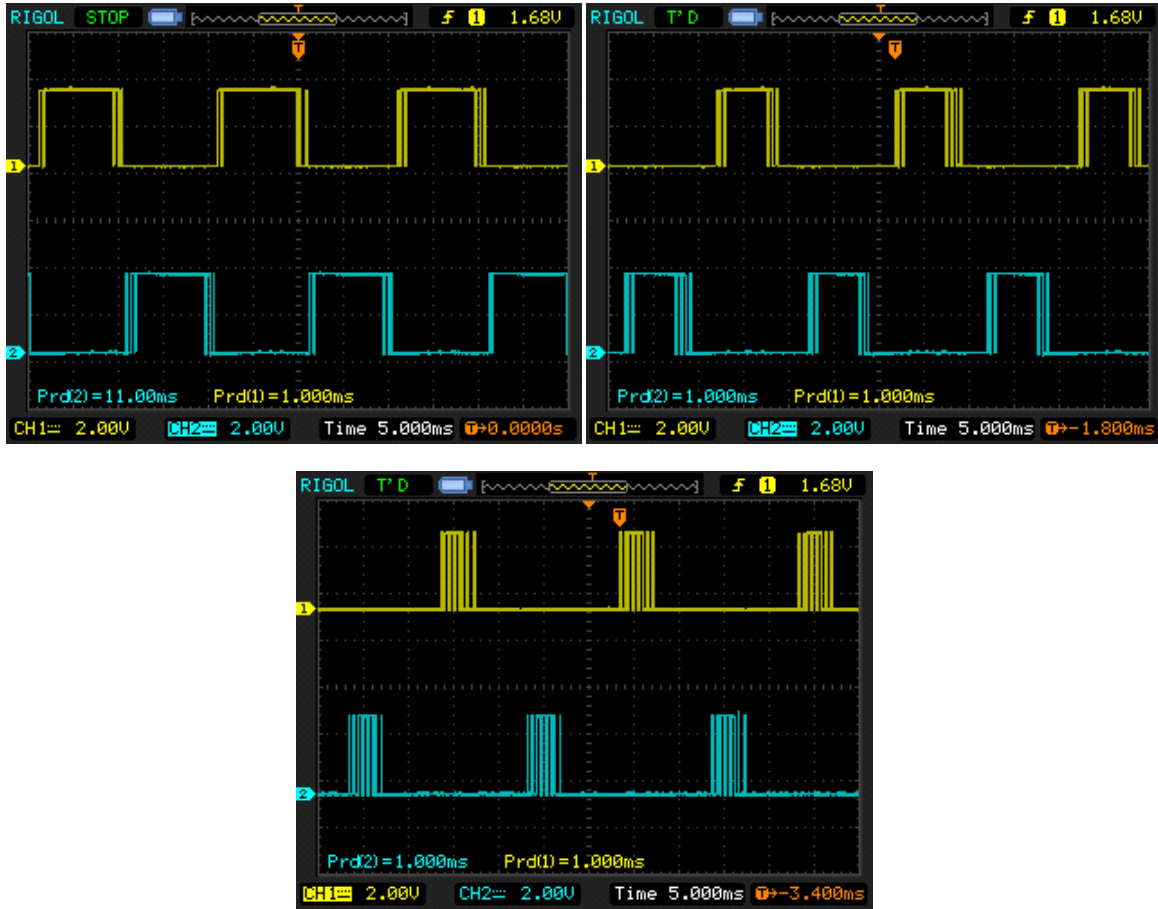 RIGOL STOP T f 1 1.68V
T
1
2
Prd(2)=11.00ms Prd(1)=1.000ms
CH1 2.00V CH2 2.00V Time 5.000ms T→0.0000s
RIGOL T'D T f 1 1.68V
T
1
2
Prd(2)=1.000ms Prd(1)=1.000ms
CH1 2.00V CH2 2.00V Time 5.000ms T→-1.800ms
RIGOL T'D T f 1 1.68V
T
1
2
Prd(2)=1.000ms Prd(1)=1.000ms
CH1 2.00V CH2 2.00V Time 5.000ms T→-3.400ms